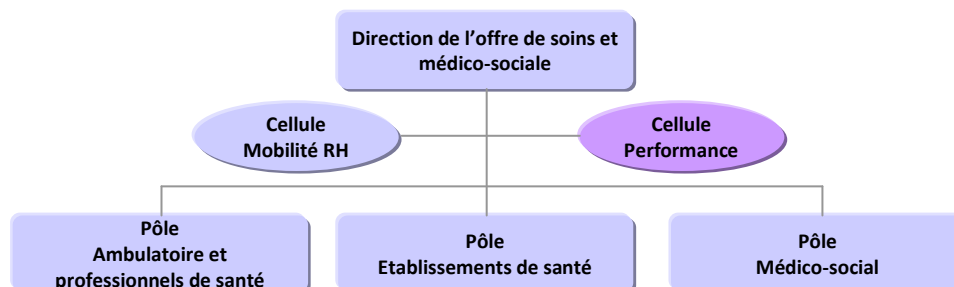 Direction de l’offre de soins et
médico-sociale
Cellule
Mobilité RH
Cellule
Performance
Pôle
Ambulatoire et
professionnels de santé
Pôle
Etablissements de santé
Pôle
Médico-social